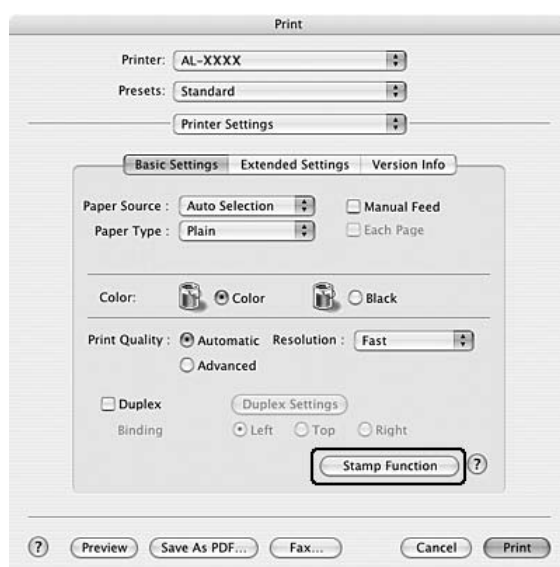 Print
Printer: AL-XXXX
Presets: Standard
Printer Settings
Basic Settings Extended Settings Version Info
Paper Source : Auto Selection Manual Feed
Paper Type : Plain Each Page
Color: Color Black
Print Quality : Automatic Resolution : Fast
Advanced
Duplex Duplex Settings
Binding Left Top Right
Stamp Function ?
? Preview Save As PDF... Fax... Cancel Print